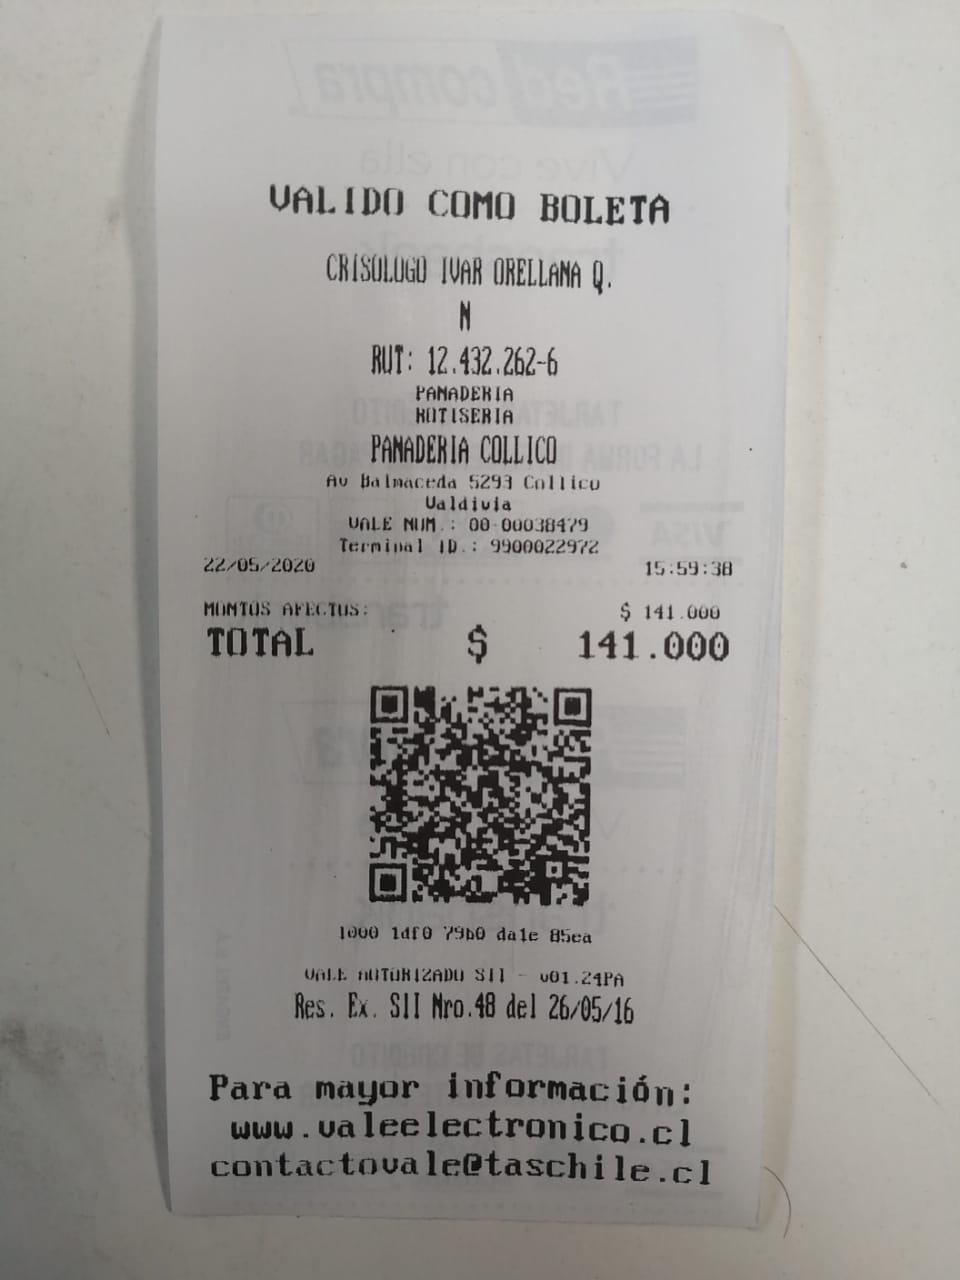 VALIDO COMO BOLETA
CRISOLOGO IVAR ORELLANA Q.
N
RUT: 12.432.262-6
PANADERIA
ROTISERIA
PANADERIA COLLICO
Av Balmaceda 5293 Collico
Valdivia
VALE NUM.: 00-00038479
Terminal ID.: 9900022972
22/05/2020 15:59:38
MONTOS AFECTOS: $ 141.000
TOTAL $ 141.000
1000 1df0 79b0 da1e 85ea
VALE AUTORIZADO SII - v01.24PA
Res. Ex. SII Nro.48 del 26/05/16
Para mayor información:
www.valeelectronico.cl
contactovale@taschile.cl